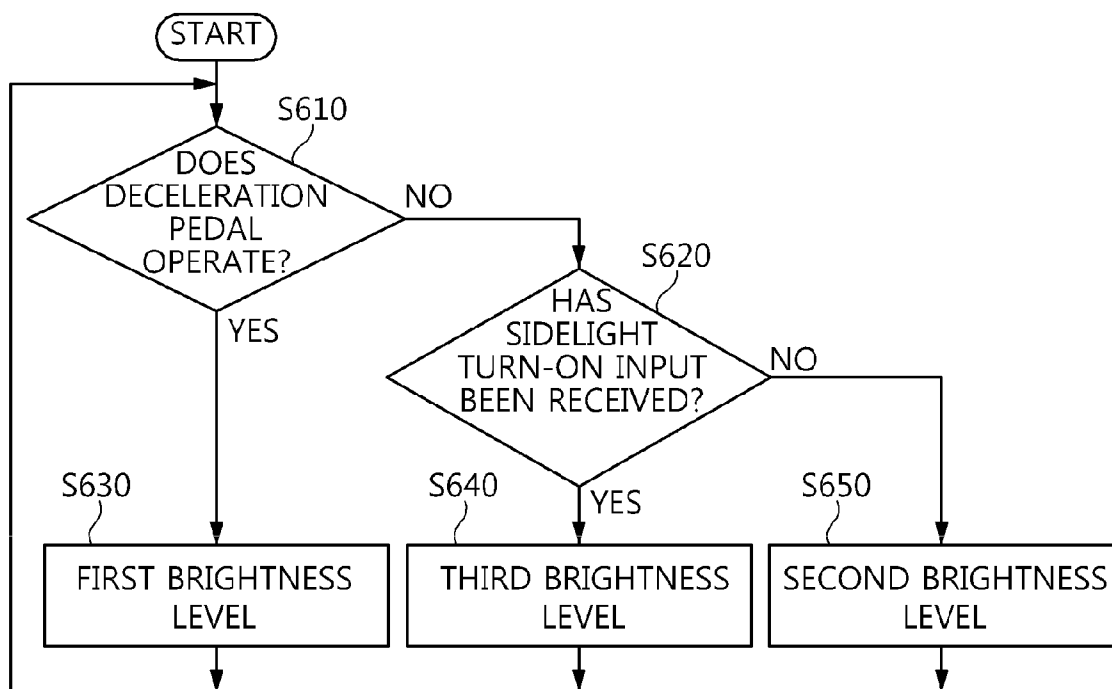 START
S610
DOES
DECELERATION
PEDAL
OPERATE?
NO
YES
S620
HAS
SIDELIGHT
TURN-ON INPUT
BEEN RECEIVED?
NO
YES
S630
FIRST BRIGHTNESS
LEVEL
S640
THIRD BRIGHTNESS
LEVEL
S650
SECOND BRIGHTNESS
LEVEL